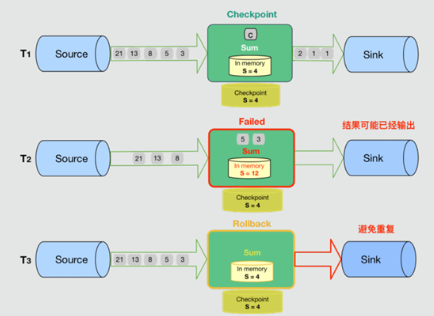 Checkpoint
T1
Source
21 13 8 5 3
C
Sum
In memory
S = 4
2 1 1
Sink
Checkpoint
S = 4
Failed
结果可能已经输出
T2
Source
21 13 8
5 3
Sum
In memory
S = 12
Sink
Checkpoint
S = 4
Rollback
避免重复
T3
Source
21 13 8 5 3
Sum
In memory
S = 4
Sink
Checkpoint
S = 4